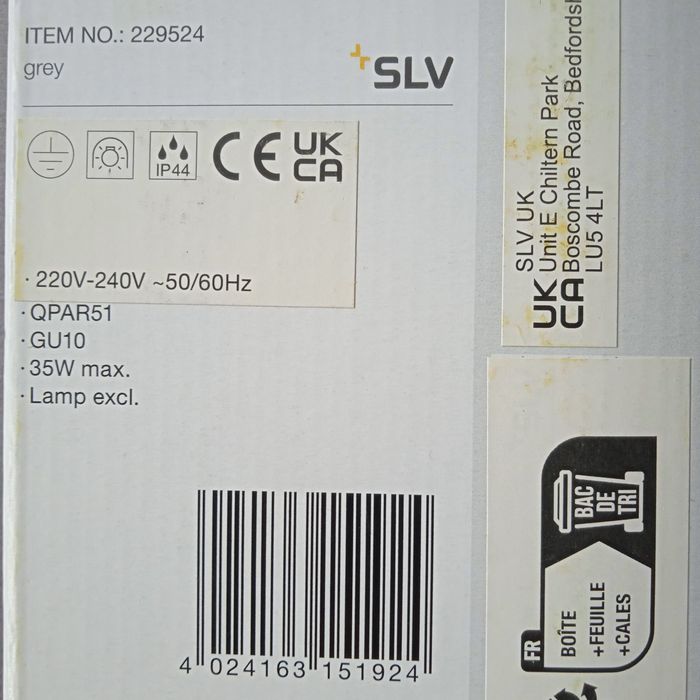 ITEM NO.: 229524
grey
SLV
IP44
CE
UK
CA
· 220V-240V ~50/60Hz
· QPAR51
· GU10
· 35W max.
· Lamp excl.
4 024163 151924
SLV UK
Unit E Chiltern Park
Boscombe Road,
LU5 4LT
UK
CA
FR
BAC
DE
TRI
BOÎTE
+FEUILLE
+CALES